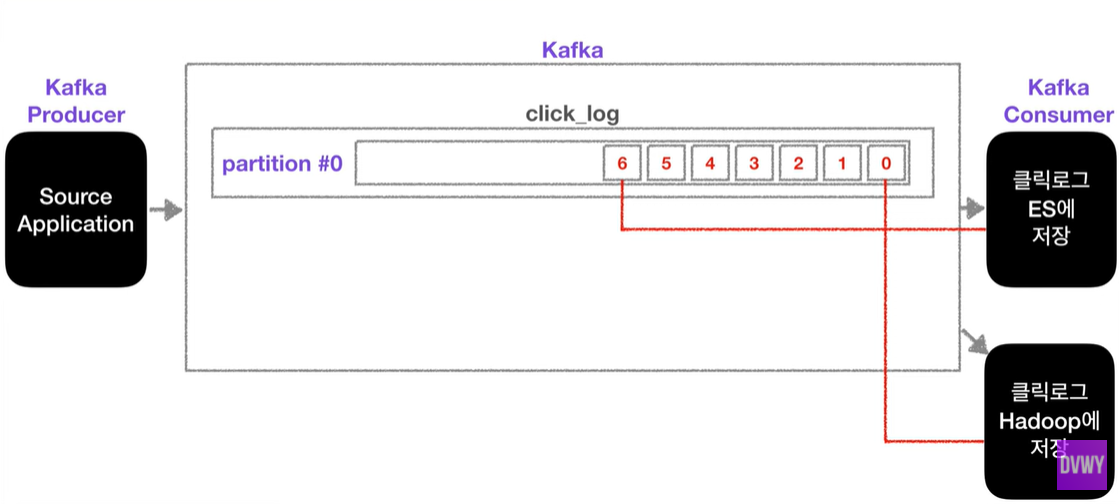 Kafka
Kafka
Producer
Kafka
Consumer
click_log
partition #0
6 5 4 3 2 1 0
Source
Application
클릭로그
ES에
저장
클릭로그
Hadoop에
저장
DVWY